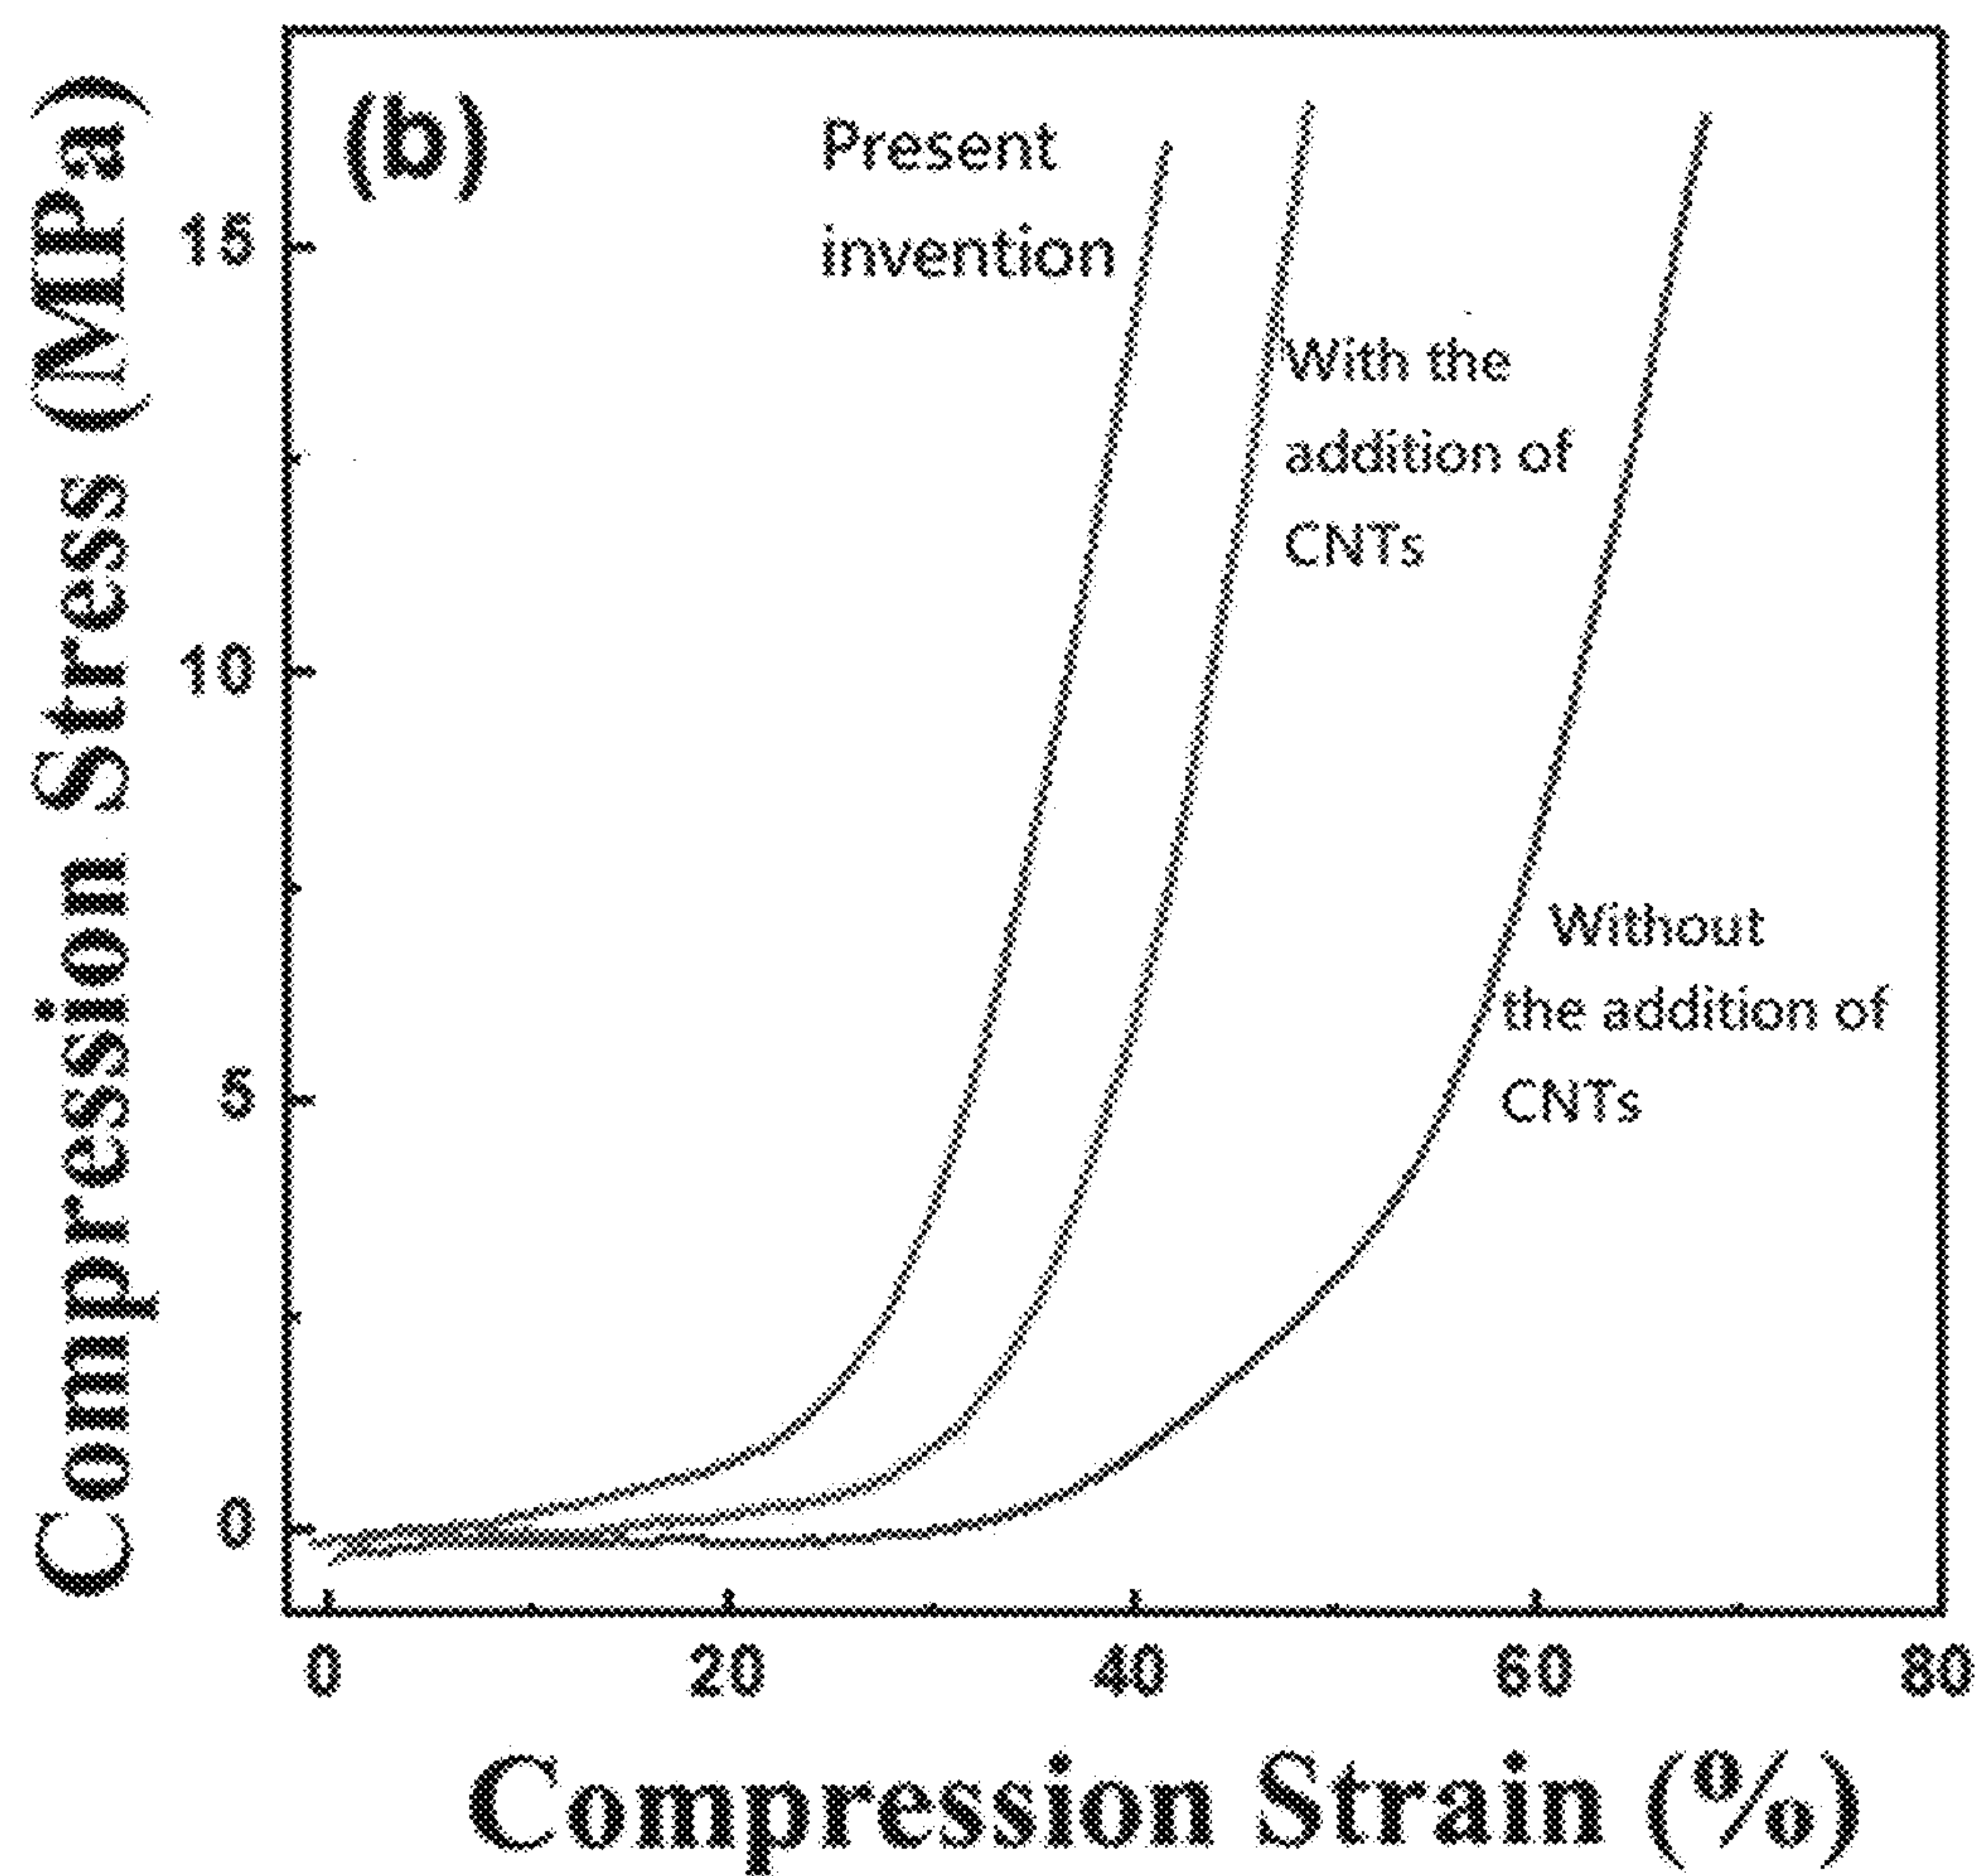 Compression Stress (MPa)
(b)
Present
invention
With the
addition of
CNTs
Without
the addition of
CNTs
15
10
5
0
0 20 40 60 80
Compression Strain (%)